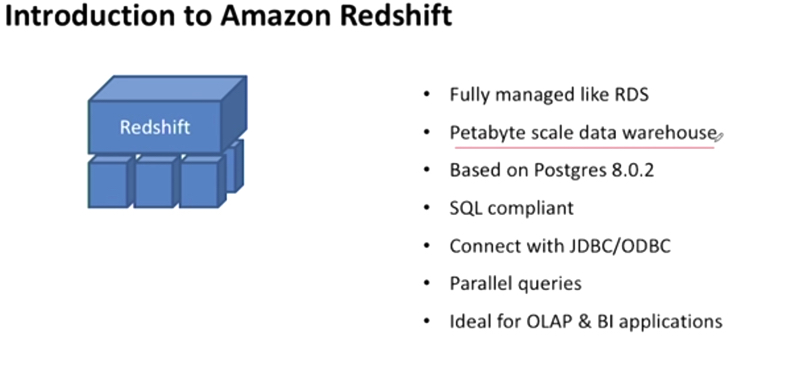 Introduction to Amazon Redshift
Redshift
• Fully managed like RDS
• Petabyte scale data warehouse
• Based on Postgres 8.0.2
• SQL compliant
• Connect with JDBC/ODBC
• Parallel queries
• Ideal for OLAP & BI applications